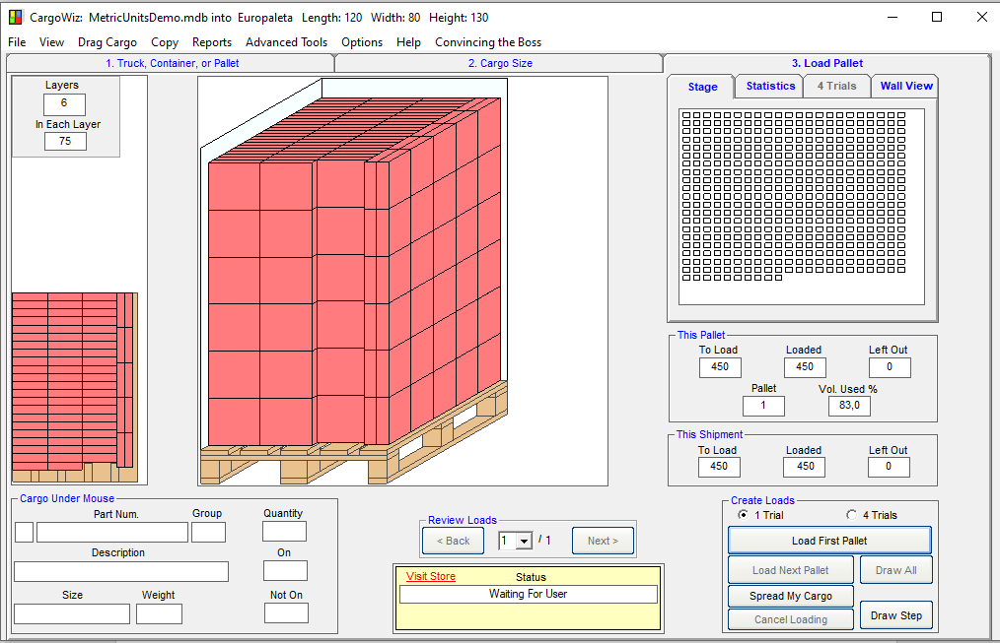 CargoWiz: MetricUnitsDemo.mdb into Europaleta Length: 120 Width: 80 Height: 130
File View Drag Cargo Copy Reports Advanced Tools Options Help Convincing the Boss
1. Truck, Container, or Pallet 2. Cargo Size 3. Load Pallet
Layers
6
In Each Layer
75
Stage Statistics 4 Trials Wall View
This Pallet
To Load Loaded Left Out
450 450 0
Pallet Vol. Used %
1 83,0
This Shipment
To Load Loaded Left Out
450 450 0
Cargo Under Mouse
Part Num. Group Quantity
Description On
Size Weight Not On
Review Loads
< Back 1 / 1 Next >
Visit Store Status
Waiting For User
Create Loads
1 Trial 4 Trials
Load First Pallet
Load Next Pallet Draw All
Spread My Cargo
Cancel Loading Draw Step